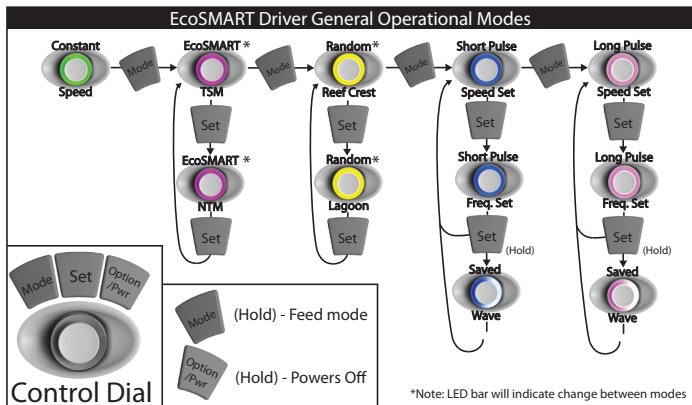 EcoSMART Driver General Operational Modes
Constant
Speed
Mode
EcoSMART *
TSM
Mode
Random*
Reef Crest
Mode
Short Pulse
Speed Set
Mode
Long Pulse
Speed Set
Set
Set
Set
Set
EcoSMART *
NTM
Random*
Lagoon
Short Pulse
Freq. Set
Long Pulse
Freq. Set
Set
Set
Set
(Hold)
Set
(Hold)
Saved
Wave
Saved
Wave
Mode
Set
Option
/Pwr
Control Dial
Mode
(Hold) - Feed mode
Option
/Pwr
(Hold) - Powers Off
*Note: LED bar will indicate change between modes